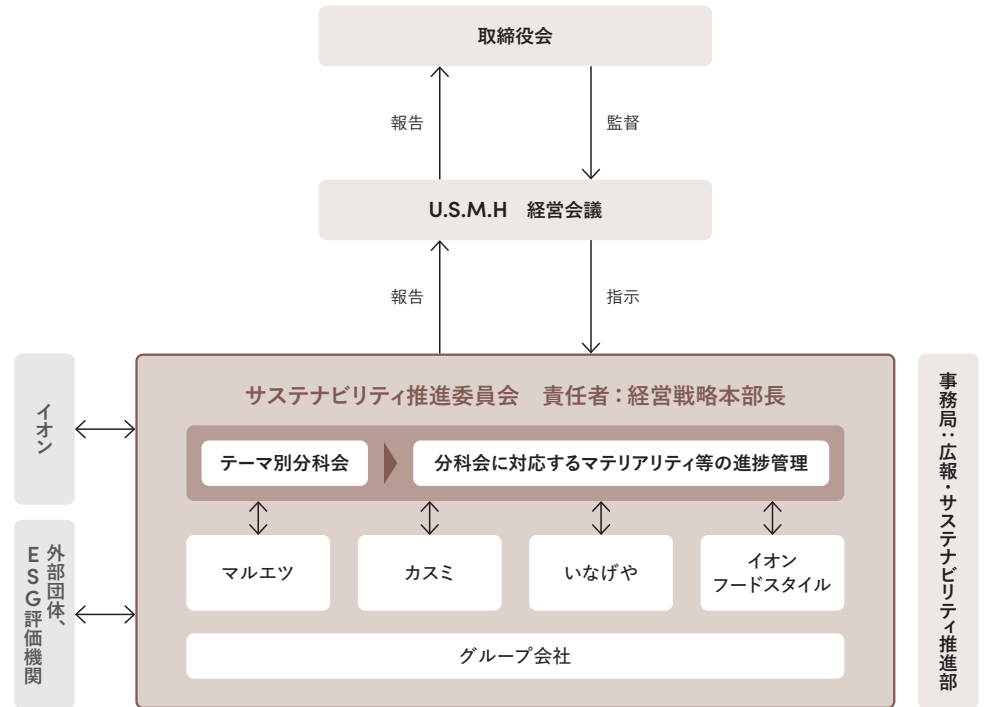 取締役会
報告
監督
U.S.M.H 経営会議
報告
指示
サステナビリティ推進委員会 責任者：経営戦略本部長
テーマ別分科会
分科会に対応するマテリアリティ等の進捗管理
マルエツ
カスミ
いなげや
イオン
フードスタイル
グループ会社
イオン
外部団体、
ESG評価機関
事務局：広報・サステナビリティ推進部